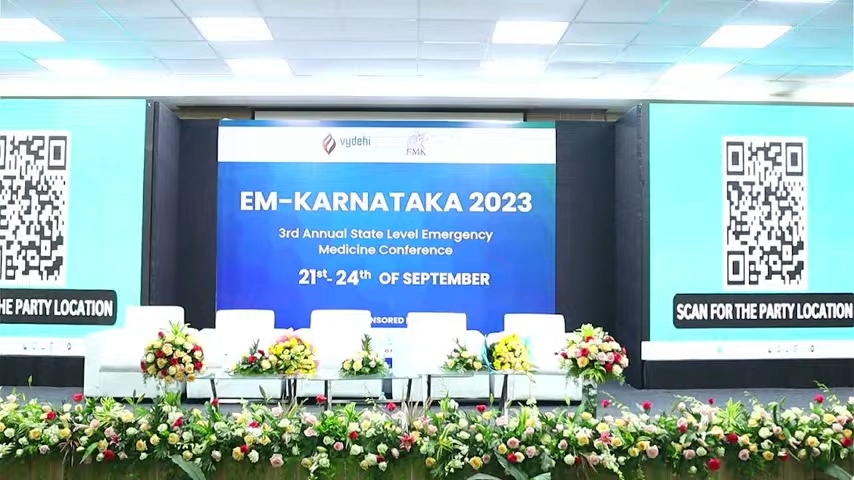 vydehi
EMK
EM-KARNATAKA 2023
3rd Annual State Level Emergency
Medicine Conference
21st- 24th OF SEPTEMBER
THE PARTY LOCATION
SCAN FOR THE PARTY LOCATION